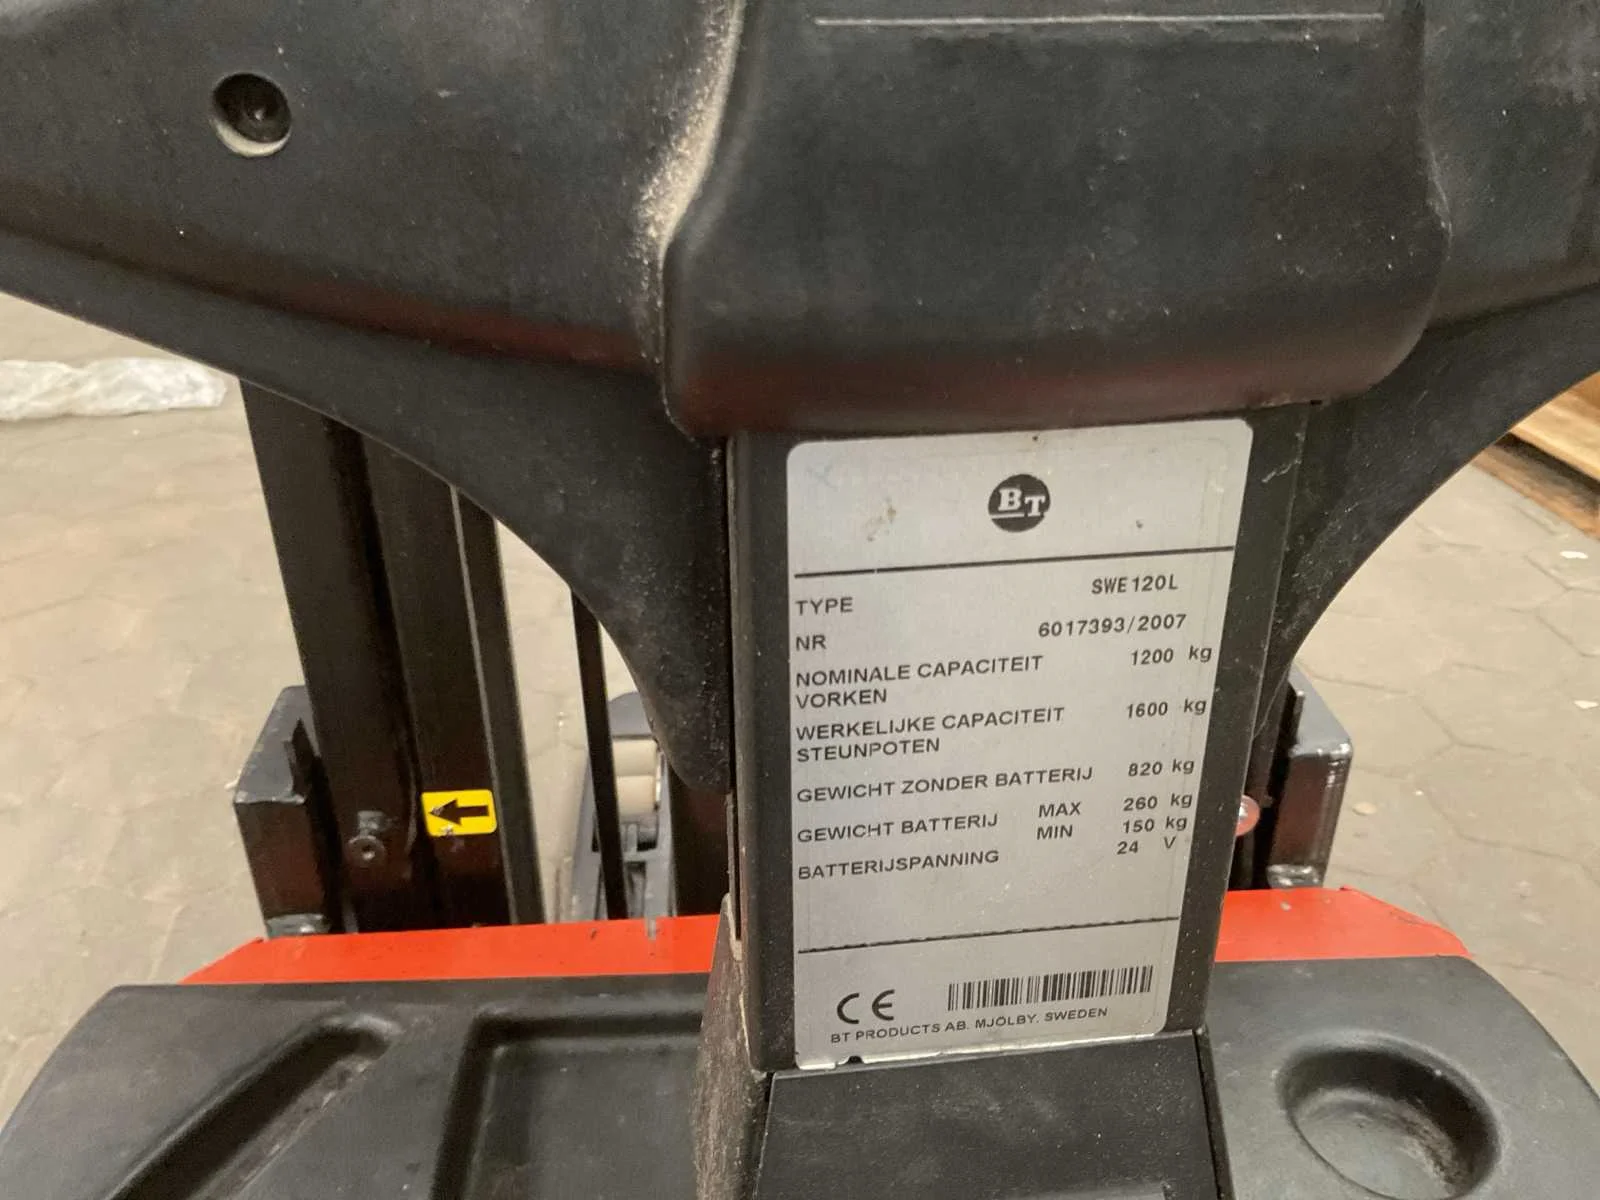 BT
TYPE SWE120L
NR 6017393/2007
NOMINALE CAPACITEIT 1200 kg
VORKEN
WERKELIJKE CAPACITEIT 1600 kg
STEUNPOTEN
GEWICHT ZONDER BATTERIJ 820 kg
GEWICHT BATTERIJ MAX 260 kg
MIN 150 kg
BATTERIJSPANNING 24 V
CE
BT PRODUCTS AB. MJÖLBY. SWEDEN